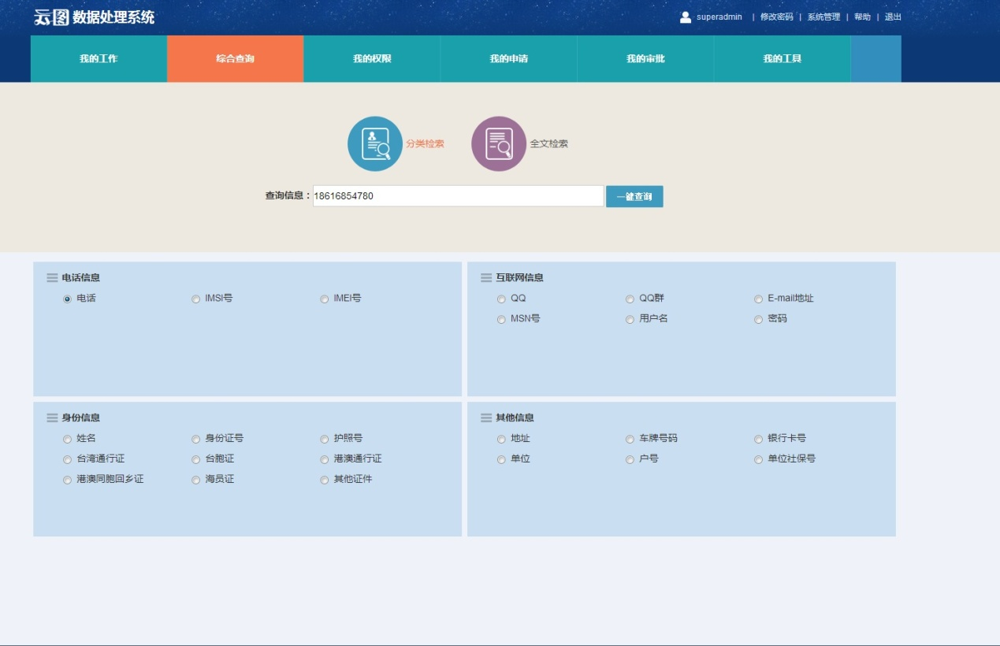 云图 数据处理系统
superadmin | 修改密码 | 系统管理 | 帮助 | 退出
我的工作 综合查询 我的权限 我的申请 我的审批 我的工具
分类检索 全文检索
查询信息：18616854780 一键查询
电话信息
电话 IMSI号 IMEI号
互联网信息
QQ QQ群 E-mail地址
MSN号 用户名 密码
身份信息
姓名 身份证号 护照号
台湾通行证 台胞证 港澳通行证
港澳同胞回乡证 海员证 其他证件
其他信息
地址 车牌号码 银行卡号
单位 户号 单位社保号